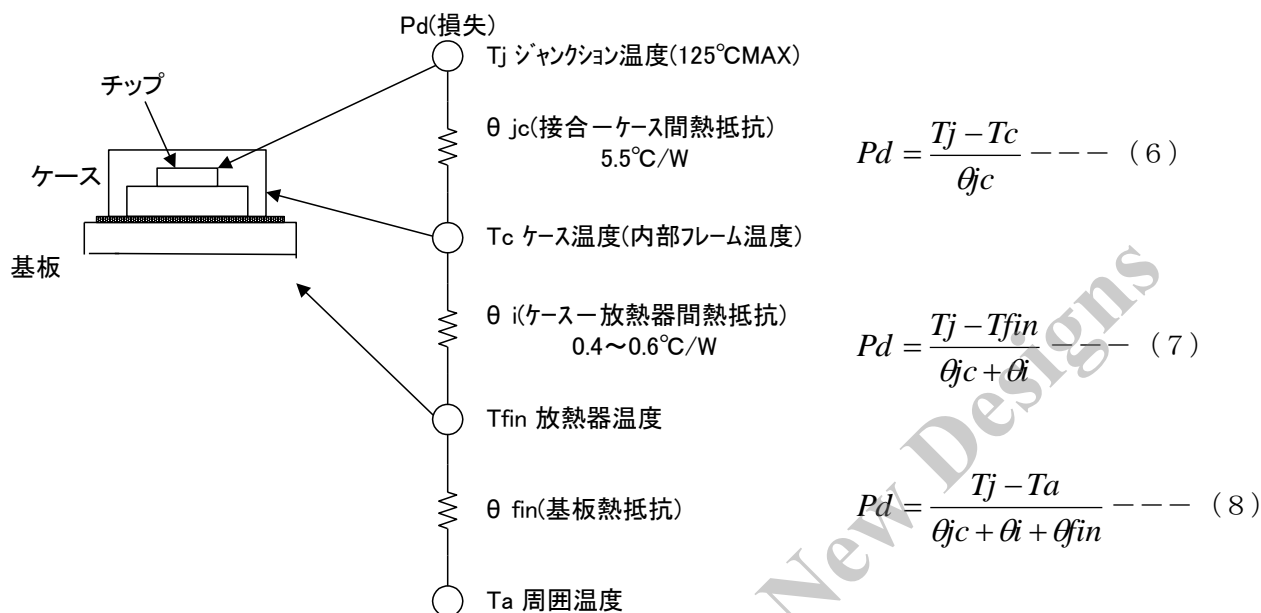 Pd(損失)
Tj ジャンクション温度(125℃MAX)
チップ
θ jc(接合－ケース間熱抵抗)
5.5℃/W
Pd = \frac{Tj - Tc}{θjc} －－－ （６）
ケース
Tc ケース温度(内部フレーム温度)
基板
θ i(ケース－放熱器間熱抵抗)
0.4～0.6℃/W
Pd = \frac{Tj - Tfin}{θjc + θi} －－－ （７）
Tfin 放熱器温度
θ fin(基板熱抵抗)
Pd = \frac{Tj - Ta}{θjc + θi + θfin} －－－ （８）
Ta 周囲温度
New Designs